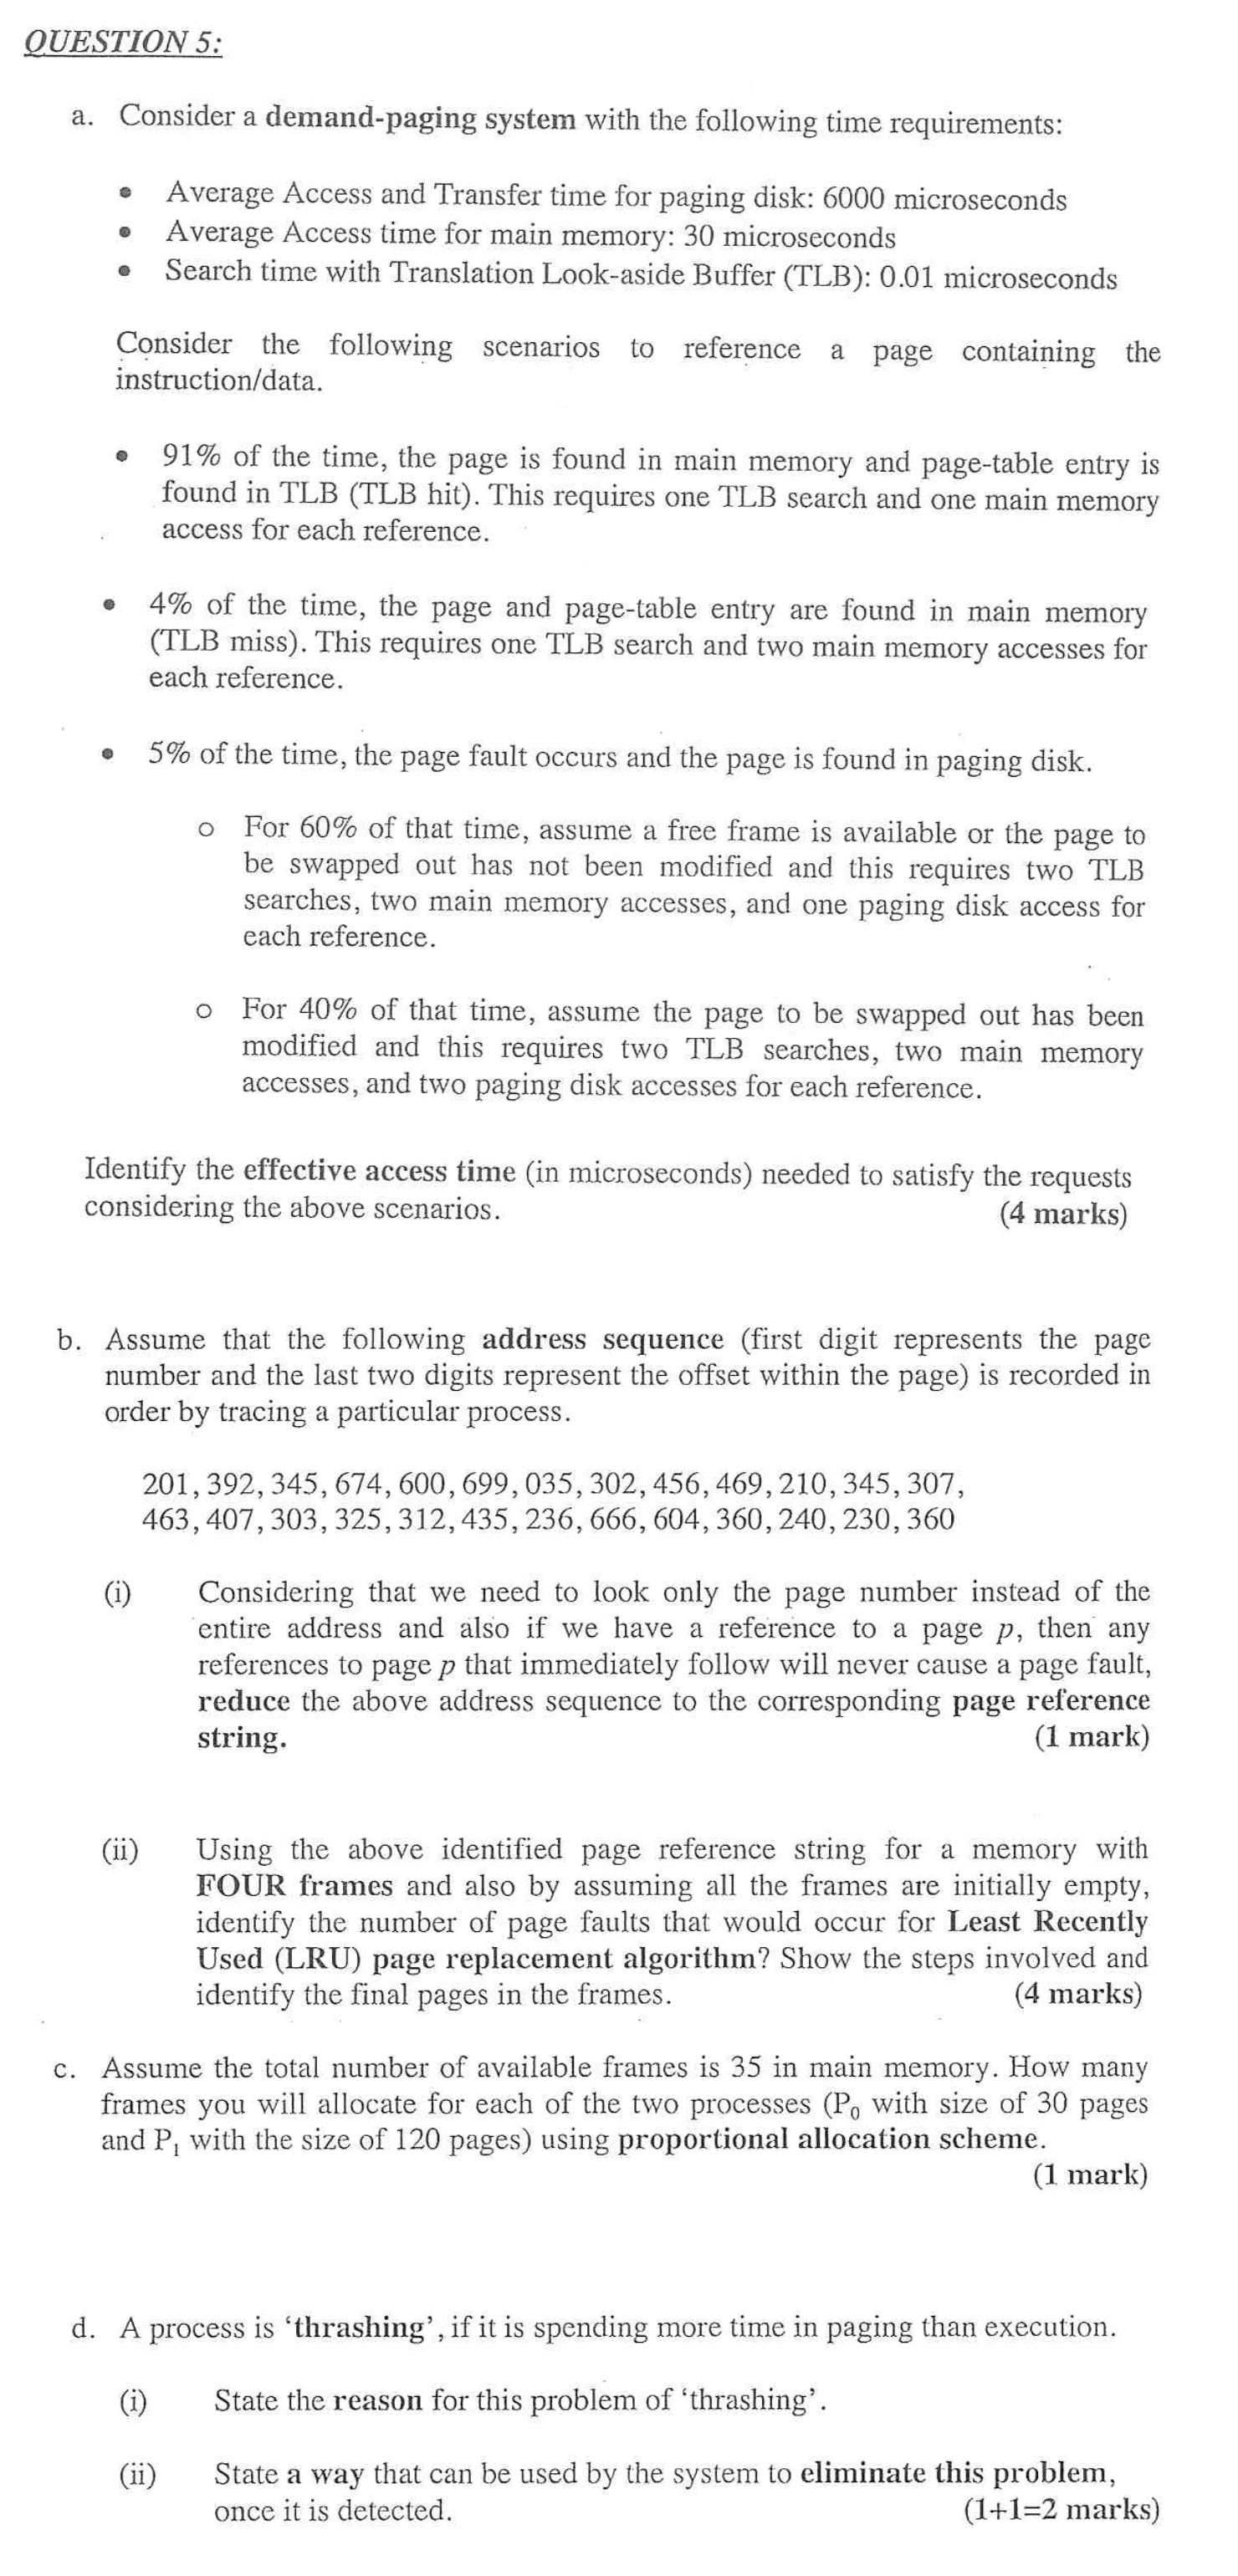 QUESTION 5:
a. Consider a demand-paging system with the following time requirements:
• Average Access and Transfer time for paging disk: 6000 microseconds
• Average Access time for main memory: 30 microseconds
• Search time with Translation Look-aside Buffer (TLB): 0.01 microseconds
Consider the following scenarios to reference a page containing the
instruction/data.
• 91% of the time, the page is found in main memory and page-table entry is
found in TLB (TLB hit). This requires one TLB search and one main memory
access for each reference.
• 4% of the time, the page and page-table entry are found in main memory
(TLB miss). This requires one TLB search and two main memory accesses for
each reference.
• 5% of the time, the page fault occurs and the page is found in paging disk.
o For 60% of that time, assume a free frame is available or the page to
be swapped out has not been modified and this requires two TLB
searches, two main memory accesses, and one paging disk access for
each reference.
o For 40% of that time, assume the page to be swapped out has been
modified and this requires two TLB searches, two main memory
accesses, and two paging disk accesses for each reference.
Identify the effective access time (in microseconds) needed to satisfy the requests
considering the above scenarios. (4 marks)
b. Assume that the following address sequence (first digit represents the page
number and the last two digits represent the offset within the page) is recorded in
order by tracing a particular process.
201, 392, 345, 674, 600, 699, 035, 302, 456, 469, 210, 345, 307,
463, 407, 303, 325, 312, 435, 236, 666, 604, 360, 240, 230, 360
(i) Considering that we need to look only the page number instead of the
entire address and also if we have a reference to a page p, then any
references to page p that immediately follow will never cause a page fault,
reduce the above address sequence to the corresponding page reference
string. (1 mark)
(ii) Using the above identified page reference string for a memory with
FOUR frames and also by assuming all the frames are initially empty,
identify the number of page faults that would occur for Least Recently
Used (LRU) page replacement algorithm? Show the steps involved and
identify the final pages in the frames. (4 marks)
c. Assume the total number of available frames is 35 in main memory. How many
frames you will allocate for each of the two processes (P0 with size of 30 pages
and P1 with the size of 120 pages) using proportional allocation scheme.
(1 mark)
d. A process is ‘thrashing’, if it is spending more time in paging than execution.
(i) State the reason for this problem of ‘thrashing’.
(ii) State a way that can be used by the system to eliminate this problem,
once it is detected. (1+1=2 marks)